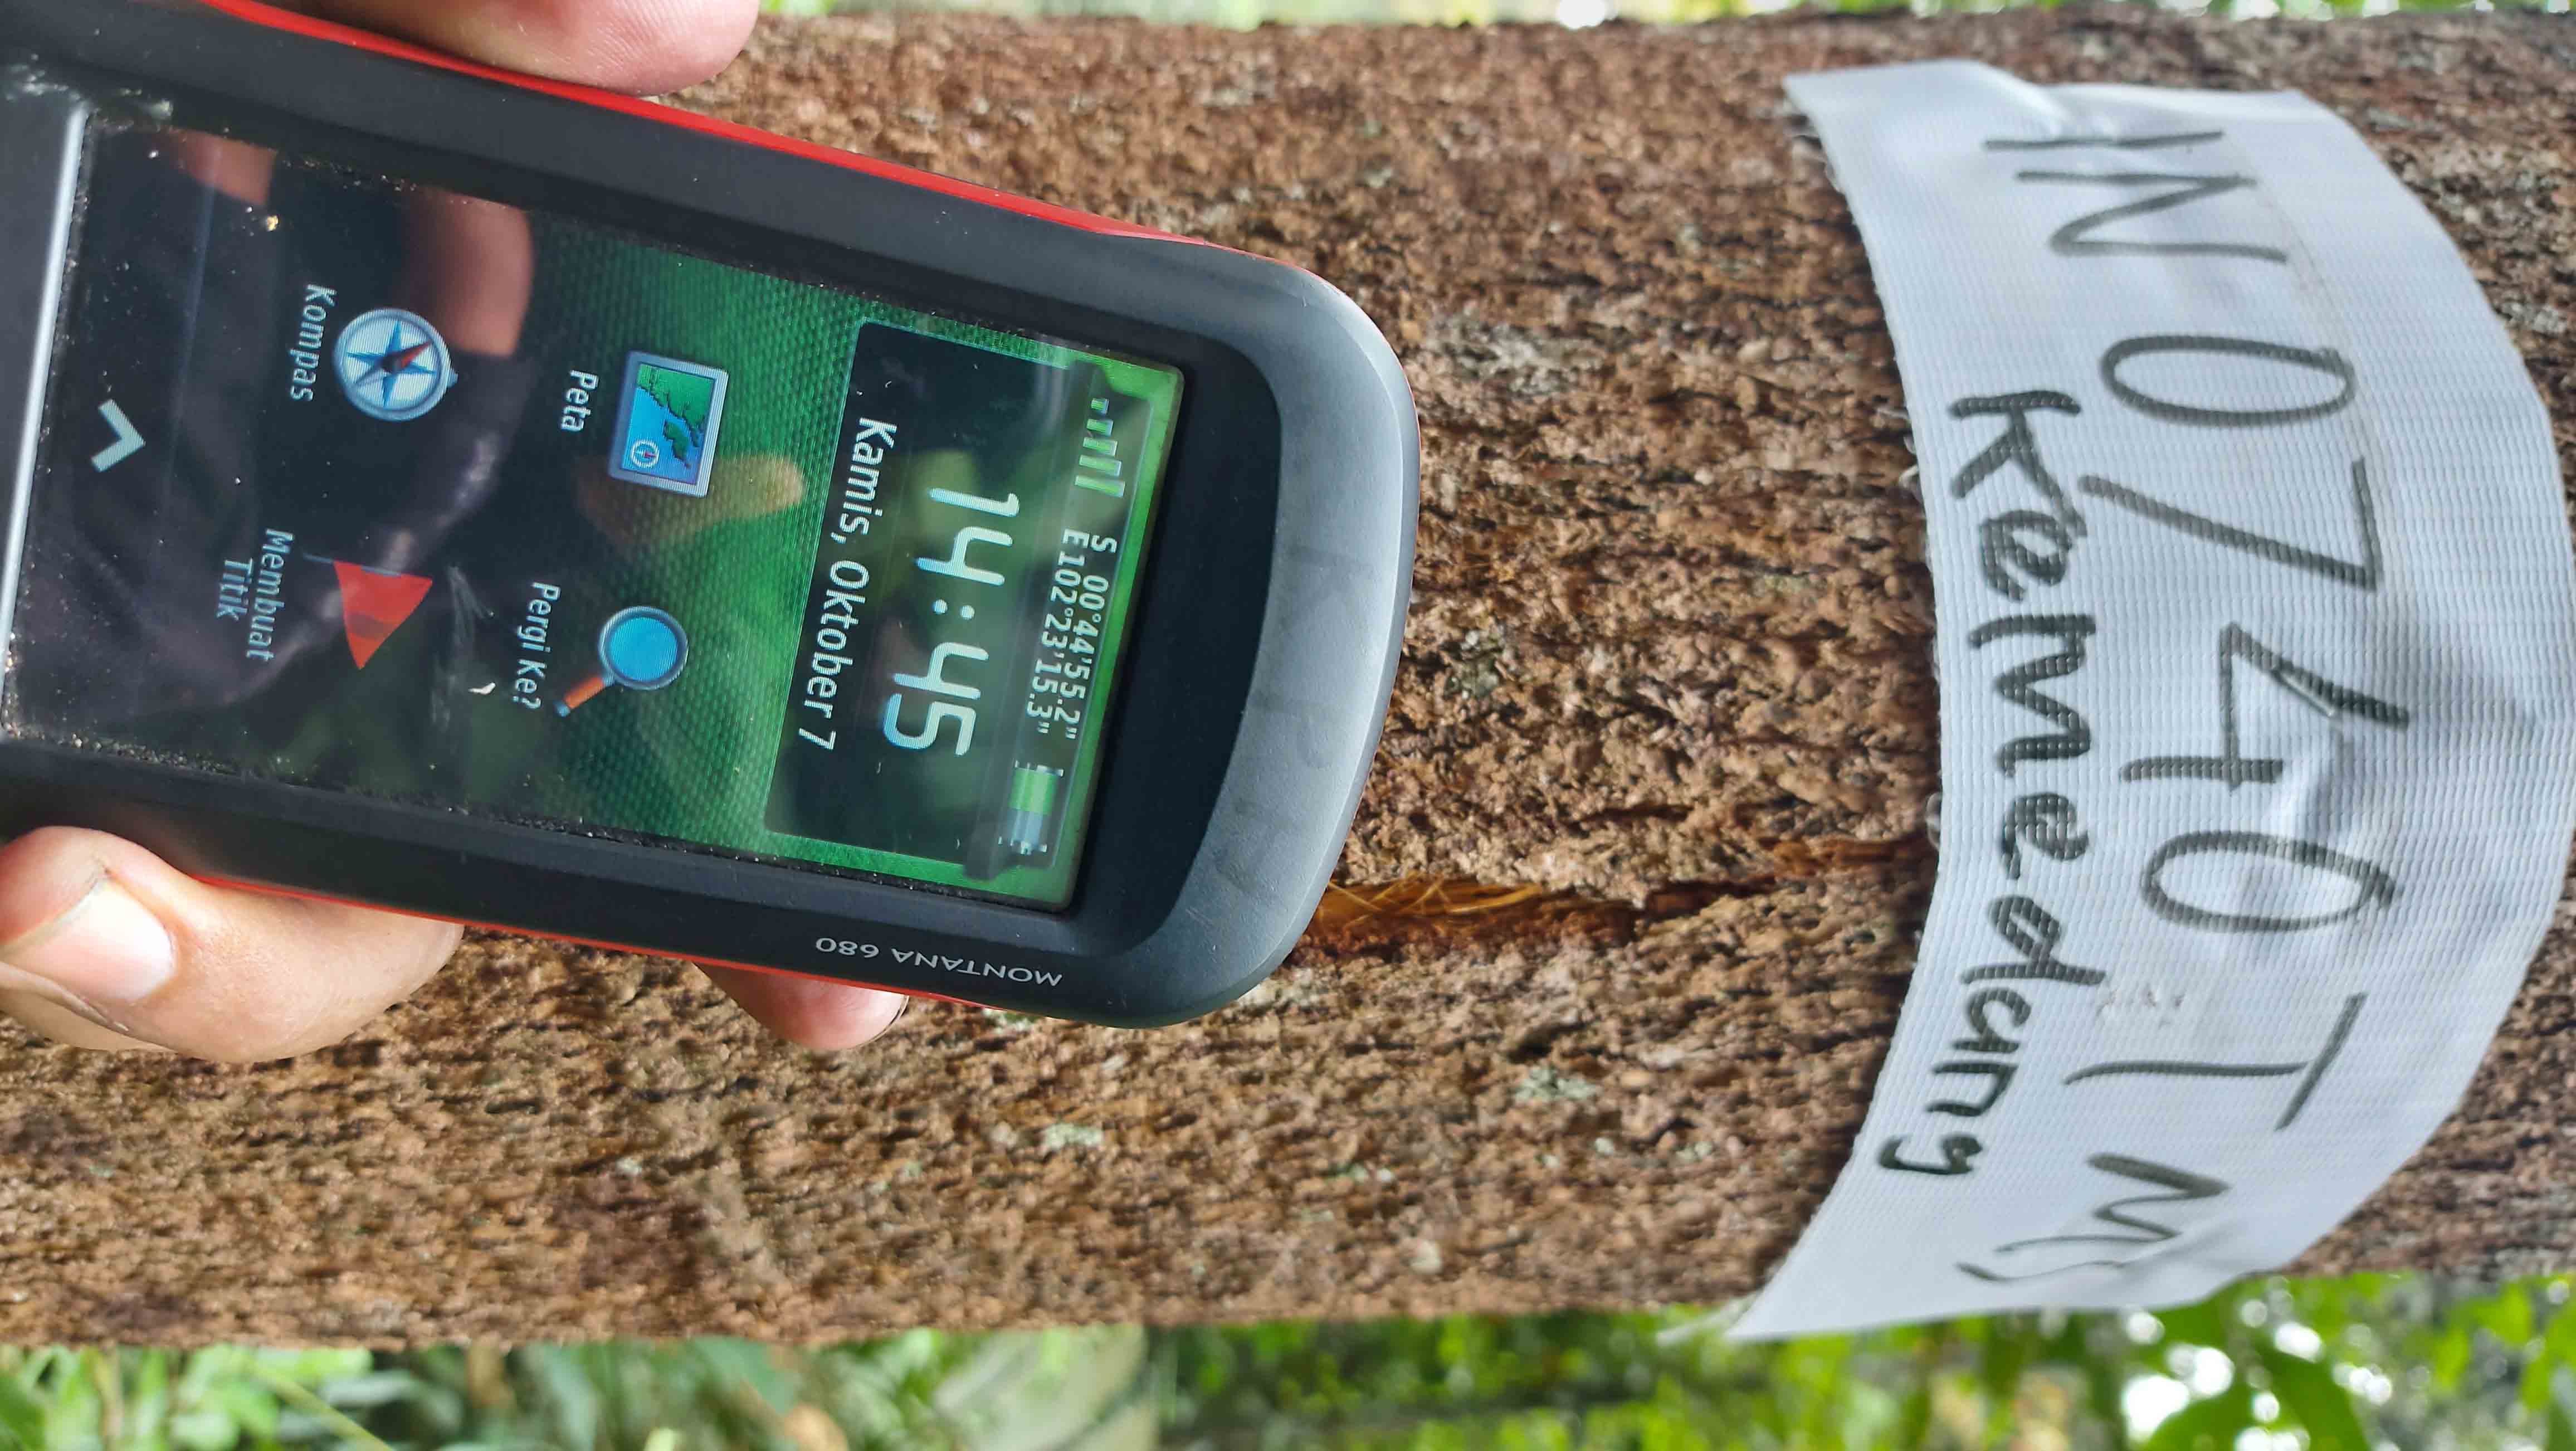 IN 0740 TMS
Kemedang
S 00°44'55.2"
E 102°23'15.3"
14:45
Kamis, Oktober 7
MONTANA 680
Peta
Pergi Ke?
Kompas
Membuat
Titik